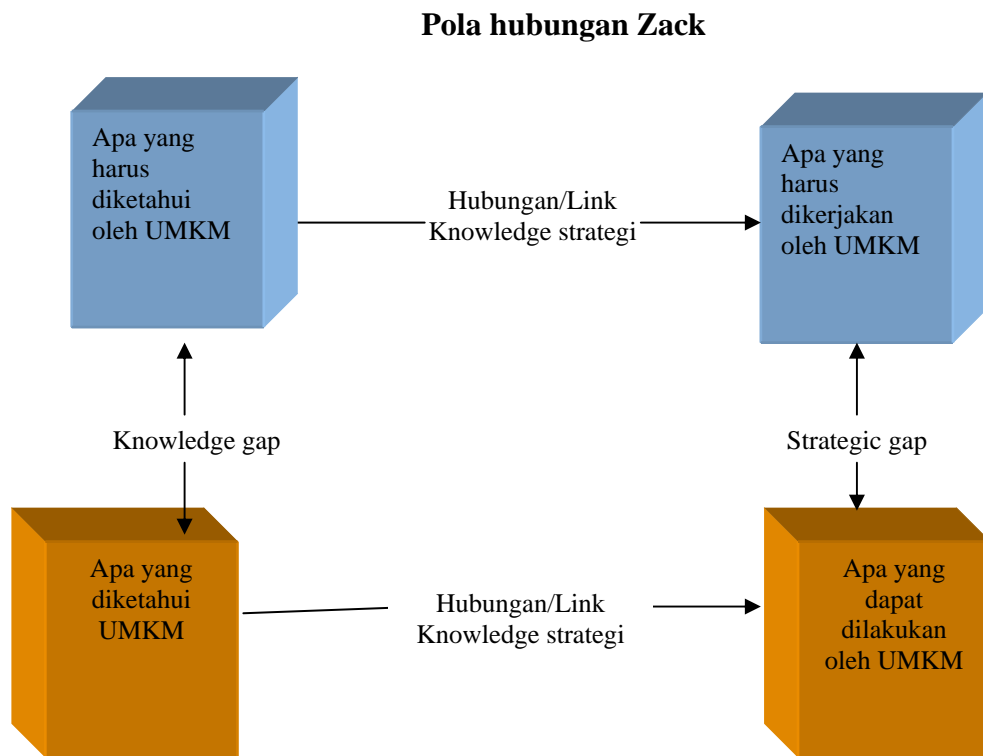 Pola hubungan Zack
Apa yang
harus
diketahui
oleh UMKM
Hubungan/Link
Knowledge strategi
Apa yang
harus
dikerjakan
oleh UMKM
Knowledge gap
Strategic gap
Apa yang
diketahui
UMKM
Hubungan/Link
Knowledge strategi
Apa yang
dapat
dilakukan
oleh UMKM